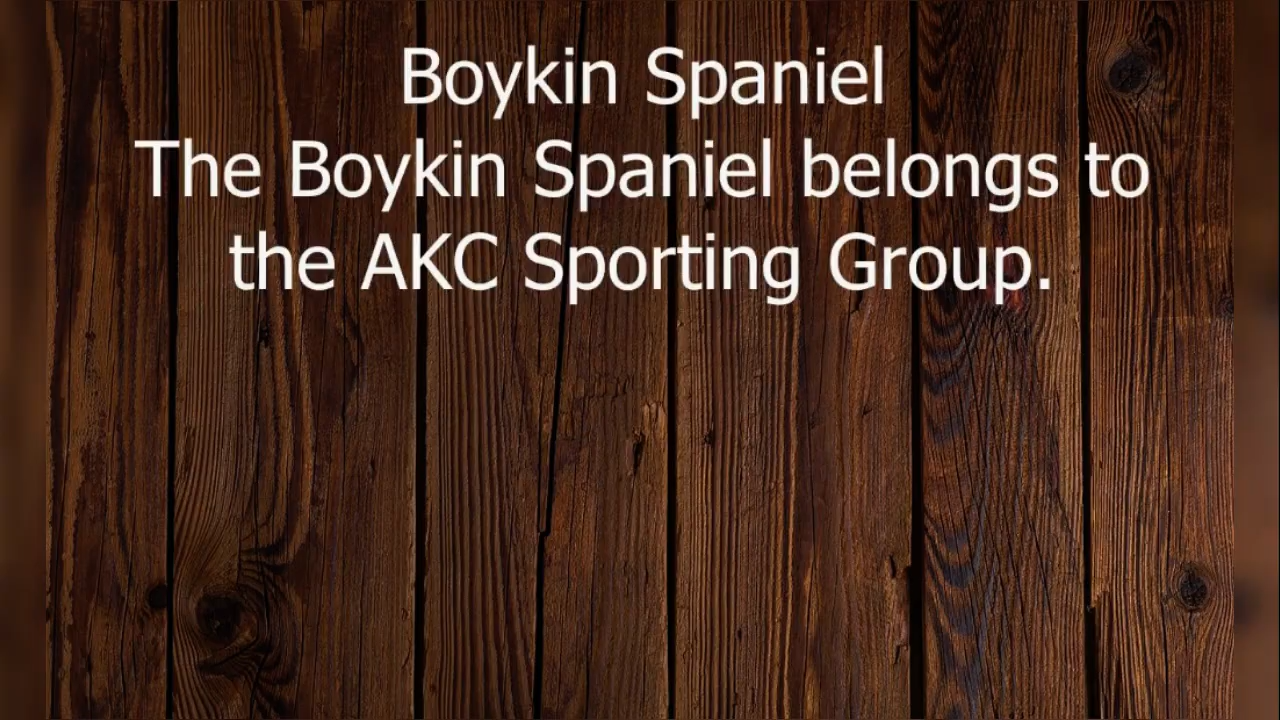 Boykin Spaniel
The Boykin Spaniel belongs to
the AKC Sporting Group.